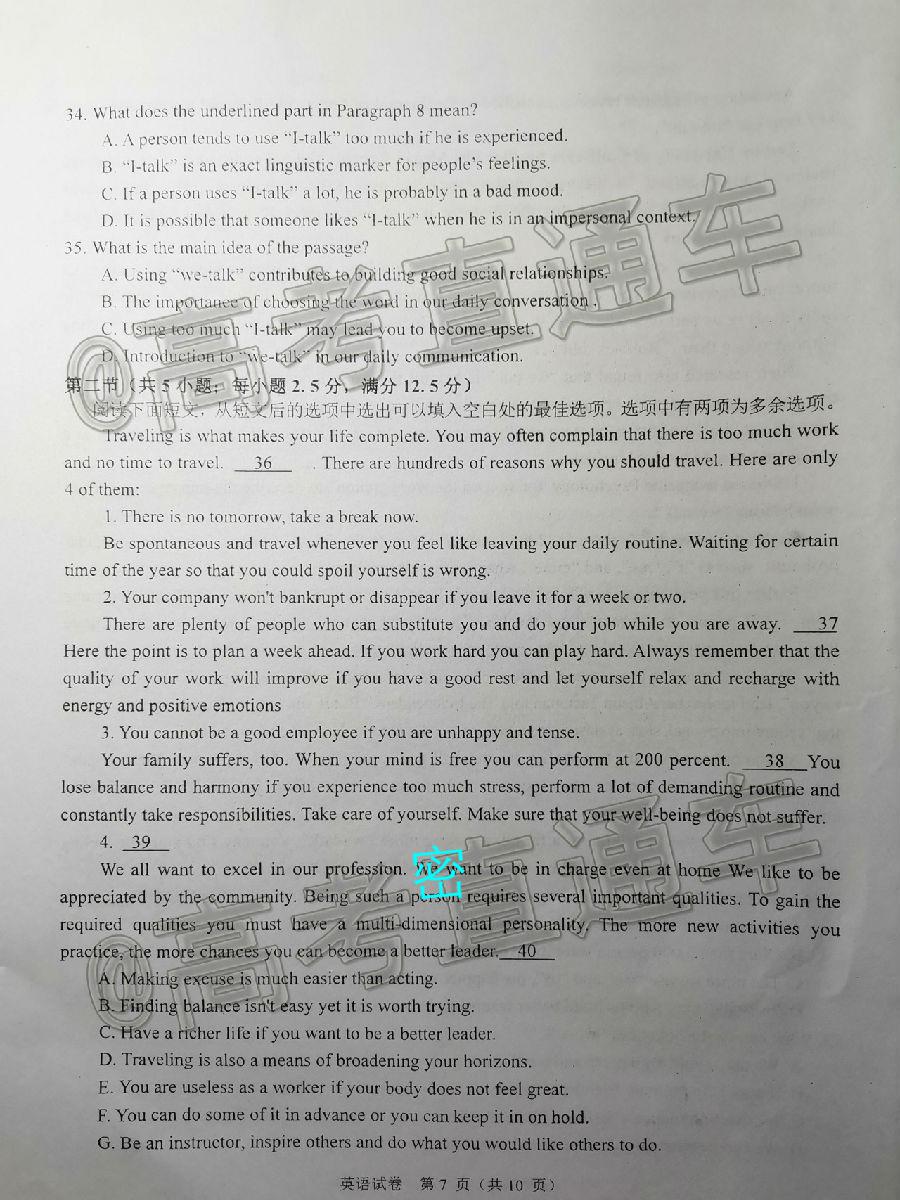 34. What does the underlined part in Paragraph 8 mean?
A. A person tends to use “I-talk” too much if he is experienced.
B. “I-talk” is an exact linguistic marker for people’s feelings.
C. If a person uses “I-talk” a lot, he is probably in a bad mood.
D. It is possible that someone likes “I-talk” when he is in an impersonal context.
35. What is the main idea of the passage?
A. Using “we-talk” contributes to building good social relationships.
B. The importance of choosing the word in our daily conversation .
C. Using too much “I-talk” may lead you to become upset.
D. Introduction to “we-talk” in our daily communication.
第二节（共 5 小题；每小题 2. 5 分，满分 12. 5 分）
阅读下面短文，从短文后的选项中选出可以填入空白处的最佳选项。选项中有两项为多余选项。
Traveling is what makes your life complete. You may often complain that there is too much work
and no time to travel. 36 . There are hundreds of reasons why you should travel. Here are only
4 of them:
1. There is no tomorrow, take a break now.
Be spontaneous and travel whenever you feel like leaving your daily routine. Waiting for certain
time of the year so that you could spoil yourself is wrong.
2. Your company won't bankrupt or disappear if you leave it for a week or two.
There are plenty of people who can substitute you and do your job while you are away. 37
Here the point is to plan a week ahead. If you work hard you can play hard. Always remember that the
quality of your work will improve if you have a good rest and let yourself relax and recharge with
energy and positive emotions
3. You cannot be a good employee if you are unhappy and tense.
Your family suffers, too. When your mind is free you can perform at 200 percent. 38 You
lose balance and harmony if you experience too much stress, perform a lot of demanding routine and
constantly take responsibilities. Take care of yourself. Make sure that your well-being does not suffer.
4. 39
We all want to excel in our profession. We want to be in charge even at home We like to be
appreciated by the community. Being such a person requires several important qualities. To gain the
required qualities you must have a multi-dimensional personality. The more new activities you
practice, the more chances you can become a better leader. 40
A. Making excuse is much easier than acting.
B. Finding balance isn't easy yet it is worth trying.
C. Have a richer life if you want to be a better leader.
D. Traveling is also a means of broadening your horizons.
E. You are useless as a worker if your body does not feel great.
F. You can do some of it in advance or you can keep it in on hold.
G. Be an instructor, inspire others and do what you would like others to do.
英语试卷 第 7 页（共 10 页）
@高考直通车
@高考直通车
密